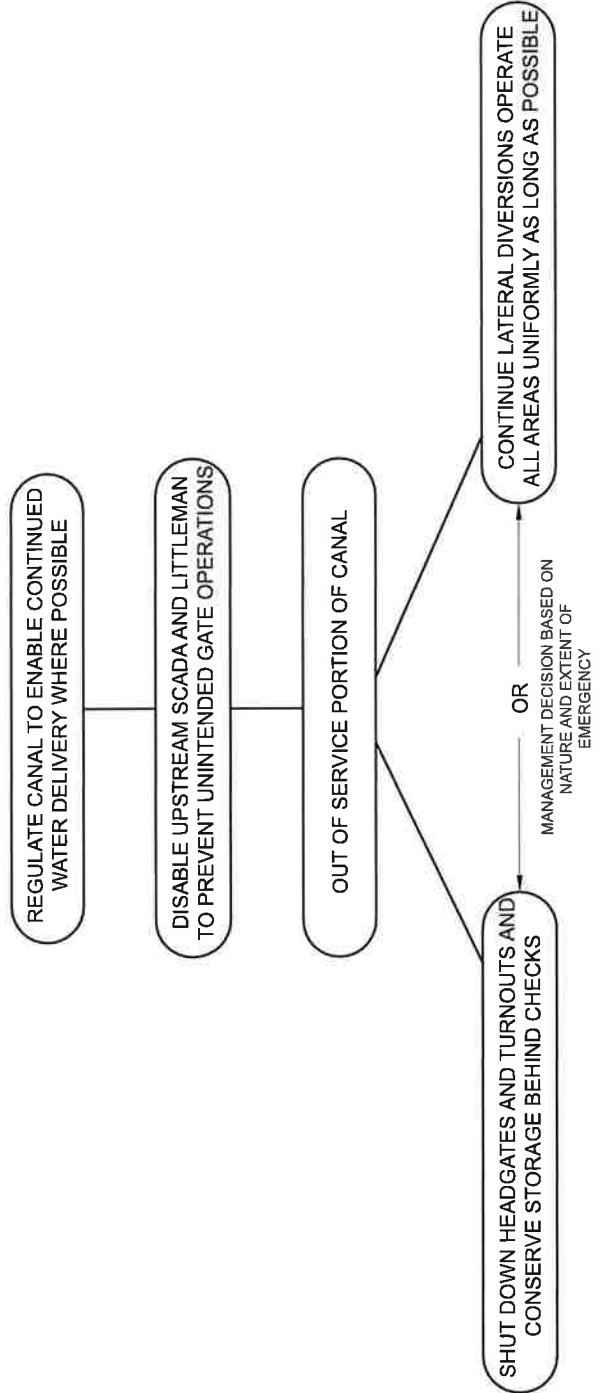 REGULATE CANAL TO ENABLE CONTINUED
WATER DELIVERY WHERE POSSIBLE
DISABLE UPSTREAM SCADA AND LITTLEMAN
TO PREVENT UNINTENDED GATE OPERATIONS
OUT OF SERVICE PORTION OF CANAL
SHUT DOWN HEADGATES AND TURNOUTS AND
CONSERVE STORAGE BEHIND CHECKS
OR
MANAGEMENT DECISION BASED ON
NATURE AND EXTENT OF
EMERGENCY
CONTINUE LATERAL DIVERSIONS OPERATE
ALL AREAS UNIFORMLY AS LONG AS POSSIBLE